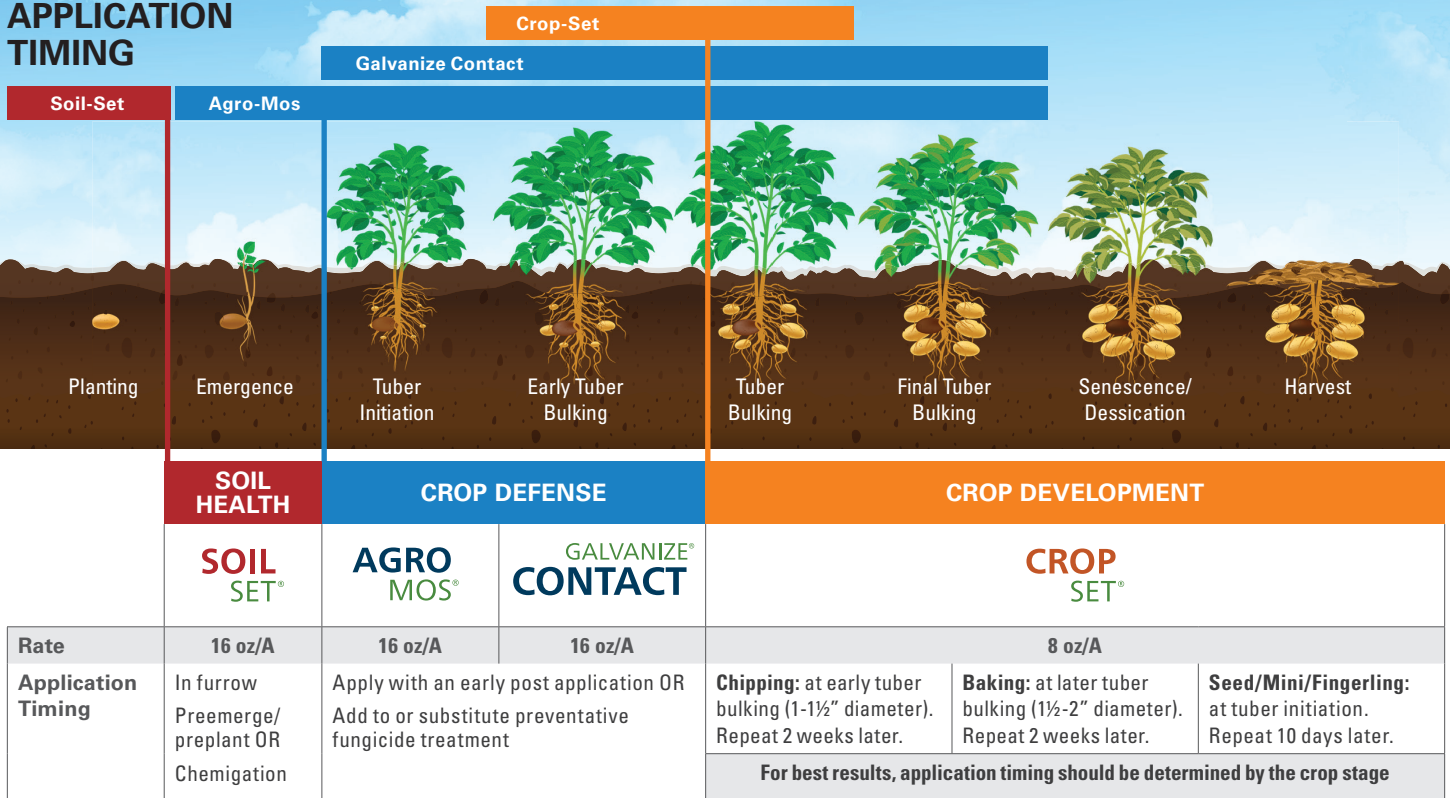 APPLICATION
TIMING
Crop-Set
Galvanize Contact
Soil-Set
Agro-Mos
Planting
Emergence
Tuber
Initiation
Early Tuber
Bulking
Tuber
Bulking
Final Tuber
Bulking
Senescence/
Dessication
Harvest
SOIL
HEALTH
CROP DEFENSE
CROP DEVELOPMENT
SOIL
SET®
AGRO
MOS®
GALVANIZE®
CONTACT
CROP
SET®
Rate
16 oz/A
16 oz/A
16 oz/A
8 oz/A
Application
Timing
In furrow
Preemerge/
preplant OR
Chemigation
Apply with an early post application OR
Add to or substitute preventative
fungicide treatment
Chipping: at early tuber
bulking (1-1½” diameter).
Repeat 2 weeks later.
Baking: at later tuber
bulking (1½-2” diameter).
Repeat 2 weeks later.
Seed/Mini/Fingerling:
at tuber initiation.
Repeat 10 days later.
For best results, application timing should be determined by the crop stage